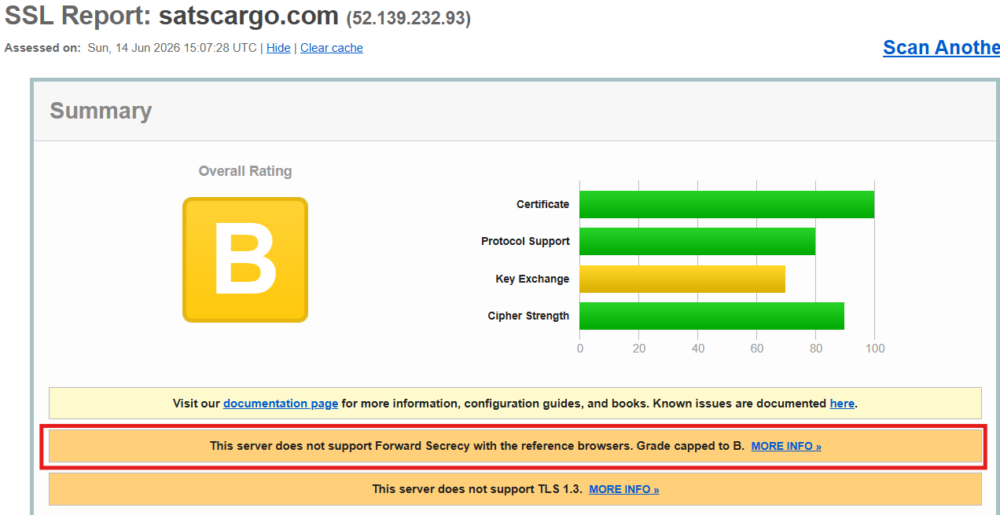 SSL Report: satscargo.com (52.139.232.93)
Assessed on: Sun, 14 Jun 2026 15:07:28 UTC | Hide | Clear cache
Scan Anothe
Summary
Overall Rating
B
Certificate
Protocol Support
Key Exchange
Cipher Strength
0 20 40 60 80 100
Visit our documentation page for more information, configuration guides, and books. Known issues are documented here.
This server does not support Forward Secrecy with the reference browsers. Grade capped to B. MORE INFO »
This server does not support TLS 1.3. MORE INFO »